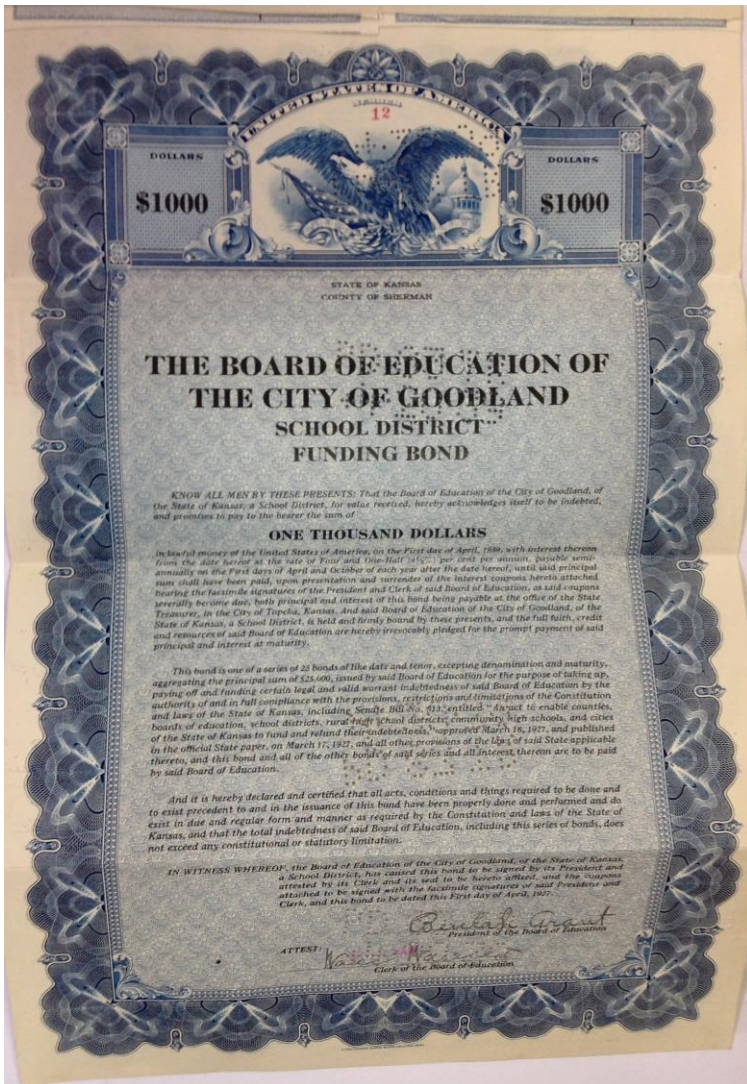 UNITED STATES OF AMERICA
12
DOLLARS
$1000
DOLLARS
$1000
STATE OF KANSAS
COUNTY OF SHERMAN
THE BOARD OF EDUCATION OF
THE CITY OF GOODLAND
SCHOOL DISTRICT
FUNDING BOND
KNOW ALL MEN BY THESE PRESENTS: That the Board of Education of the City of Goodland, of
the State of Kansas, a School District, for value received, hereby acknowledges itself to be indebted,
and promises to pay to the bearer the sum of
ONE THOUSAND DOLLARS
in lawful money of the United States of America, on the First day of April, with interest thereon
from the date hereof at the rate of Four and One-Half (4½%) per cent per annum, payable semi-
annually on the First days of April and October of each year after the date hereof, until said principal
sum shall have been paid, upon presentation and surrender of the interest coupons hereto attached
bearing the facsimile signatures of the President and Clerk of said Board of Education, as said coupons
severally become due, both principal and interest of this bond being payable at the office of the State
Treasurer, in the City of Topeka, Kansas. And said Board of Education of the City of Goodland, of the
State of Kansas, a School District, is held and firmly bound by these presents, and the full faith, credit
and resources of said Board of Education are hereby irrevocably pledged for the prompt payment of said
principal and interest at maturity.
This bond is one of a series of 25 bonds of like date and tenor, excepting denomination and maturity,
aggregating the principal sum of $25,000, issued by said Board of Education for the purpose of taking up,
paying off and funding certain legal and valid warrant indebtedness of said Board of Education by the
authority of and in full compliance with the provisions, restrictions and limitations of the Constitution
and laws of the State of Kansas, including Senate Bill No. entitled "An act to enable counties,
boards of education, school districts, rural high school districts, community high schools, and cities
of the State of Kansas to fund and refund their indebtedness," approved March 16, 1927, and published
in the official State paper, on March 17, 1927, and all other provisions of the laws of said State applicable
thereto, and this bond and all of the other bonds of said series and all interest thereon are to be paid
by said Board of Education.
And it is hereby declared and certified that all acts, conditions and things required to be done and
to exist precedent to and in the issuance of this bond have been properly done and performed and do
exist in due and regular form and manner as required by the Constitution and laws of the State of
Kansas, and that the total indebtedness of said Board of Education, including this series of bonds, does
not exceed any constitutional or statutory limitation.
IN WITNESS WHEREOF, the Board of Education of the City of Goodland, of the State of Kansas,
a School District, has caused this bond to be signed by its President and
attested by its Clerk and its seal to be hereto affixed, and the coupons
attached to be signed with the facsimile signatures of said President and
Clerk, and this bond to be dated this First day of April, 1927.
Beulah Grant
President of the Board of Education
ATTEST:
Clerk of the Board of Education